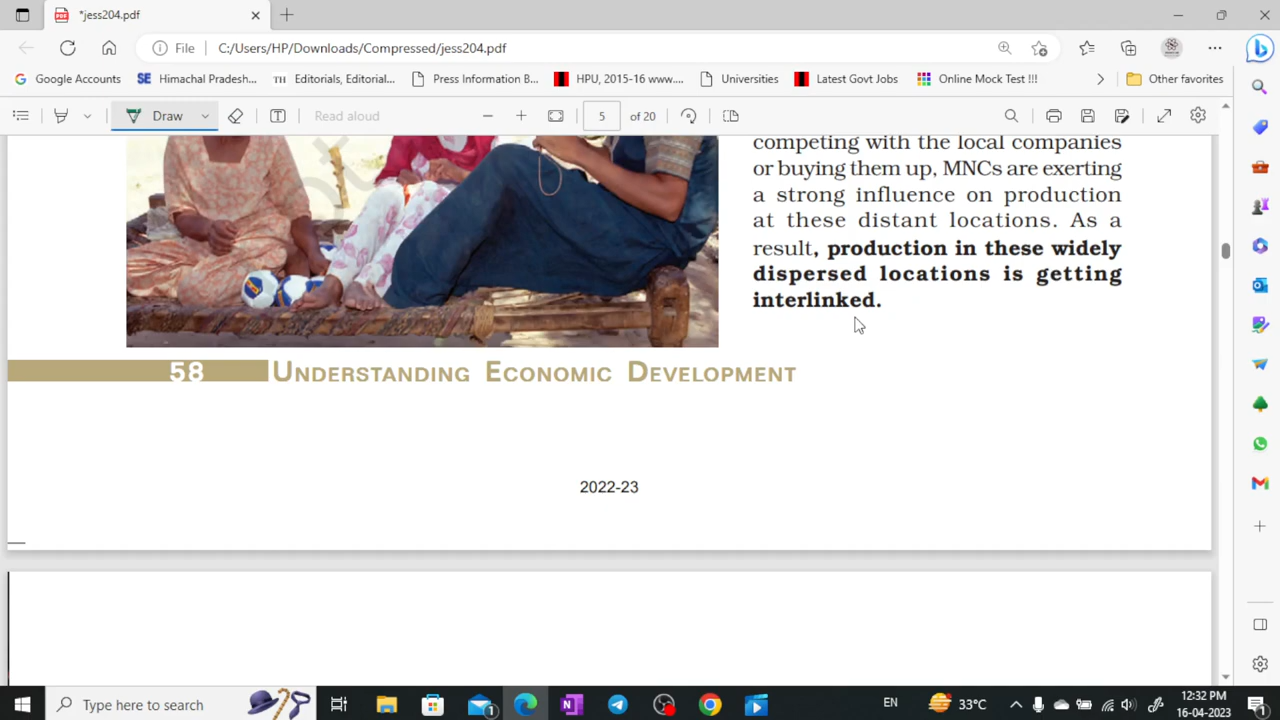 *jess204.pdf
File C:/Users/HP/Downloads/Compressed/jess204.pdf
Google Accounts
Himachal Pradesh...
Editorials, Editorial...
Press Information B...
HPU, 2015-16 www....
Universities
Latest Govt Jobs
Online Mock Test !!!
Other favorites
Draw
Read aloud
5 of 20
competing with the local companies
or buying them up, MNCs are exerting
a strong influence on production
at these distant locations. As a
result, production in these widely
dispersed locations is getting
interlinked.
58 UNDERSTANDING ECONOMIC DEVELOPMENT
2022-23
Type here to search
EN
33°C
12:32 PM
16-04-2023